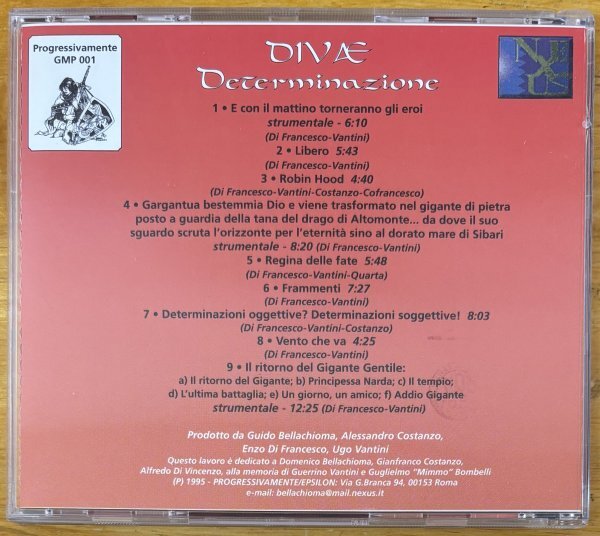 Progressivamente
GMP 001
DIVÆ
Determinazione
1 • E con il mattino torneranno gli eroi
strumentale - 6:10
(Di Francesco-Vantini)
2 • Libero 5:43
(Di Francesco-Vantini)
3 • Robin Hood 4:40
(Di Francesco-Vantini-Costanzo-Cofrancesco)
4 • Gargantua bestemmia Dio e viene trasformato nel gigante di pietra
posto a guardia della tana del drago di Altomonte... da dove il suo
sguardo scruta l'orizzonte per l'eternità sino al dorato mare di Sibari
strumentale - 8:20 (Di Francesco-Vantini)
5 • Regina delle fate 5:48
(Di Francesco-Vantini-Quarta)
6 • Frammenti 7:27
(Di Francesco-Vantini)
7 • Determinazioni oggettive? Determinazioni soggettive! 8:03
(Di Francesco-Vantini-Costanzo)
8 • Vento che va 4:25
(Di Francesco-Vantini)
9 • Il ritorno del Gigante Gentile:
a) Il ritorno del Gigante; b) Principessa Narda; c) Il tempio;
d) L'ultima battaglia; e) Un giorno, un amico; f) Addio Gigante
strumentale - 12:25 (Di Francesco-Vantini)
Prodotto da Guido Bellachioma, Alessandro Costanzo,
Enzo Di Francesco, Ugo Vantini
Questo lavoro è dedicato a Domenico Bellachioma, Gianfranco Costanzo,
Alfredo Di Vincenzo, alla memoria di Guerrino Vantini e Guglielmo "Mimmo" Bombelli
(P) 1995 - PROGRESSIVAMENTE/EPSILON: Via G.Branca 94, 00153 Roma
e-mail: bellachioma@mail.nexus.it